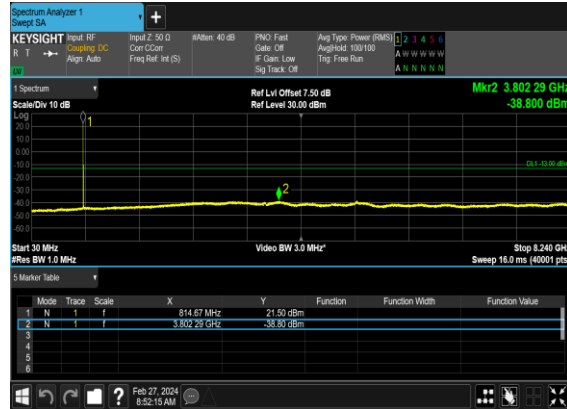 Spectrum Analyzer 1
Swept SA
+
KEYSIGHT Input: RF Input Z: 50 Ω #Atten: 40 dB PNO: Fast Avg Type: Power (RMS) 1 2 3 4 5 6
R T Coupling: DC Corr CCorr Gate: Off Avg|Hold: 100/100 A W W W W W
Align: Auto Freq Ref: Int (S) IF Gain: Low Trig: Free Run
Sig Track: Off A N N N N N
1 Spectrum Ref Lvl Offset 7.50 dB Mkr2 3.802 29 GHz
Scale/Div 10 dB Ref Level 30.00 dBm -38.800 dBm
Log
1
20.0
10.0
0.00
-10.0
DL1 -13.00 dBm
-20.0
-30.0
2
-40.0
-50.0
-60.0
Start 30 MHz Video BW 3.0 MHz* Stop 8.240 GHz
#Res BW 1.0 MHz Sweep 16.0 ms (40001 pts)
5 Marker Table
Mode Trace Scale X Y Function Function Width Function Value
1 N 1 f 814.67 MHz 21.50 dBm
2 N 1 f 3.802 29 GHz -38.80 dBm
3
4
5
6
? Feb 27, 2024
8:52:15 AM